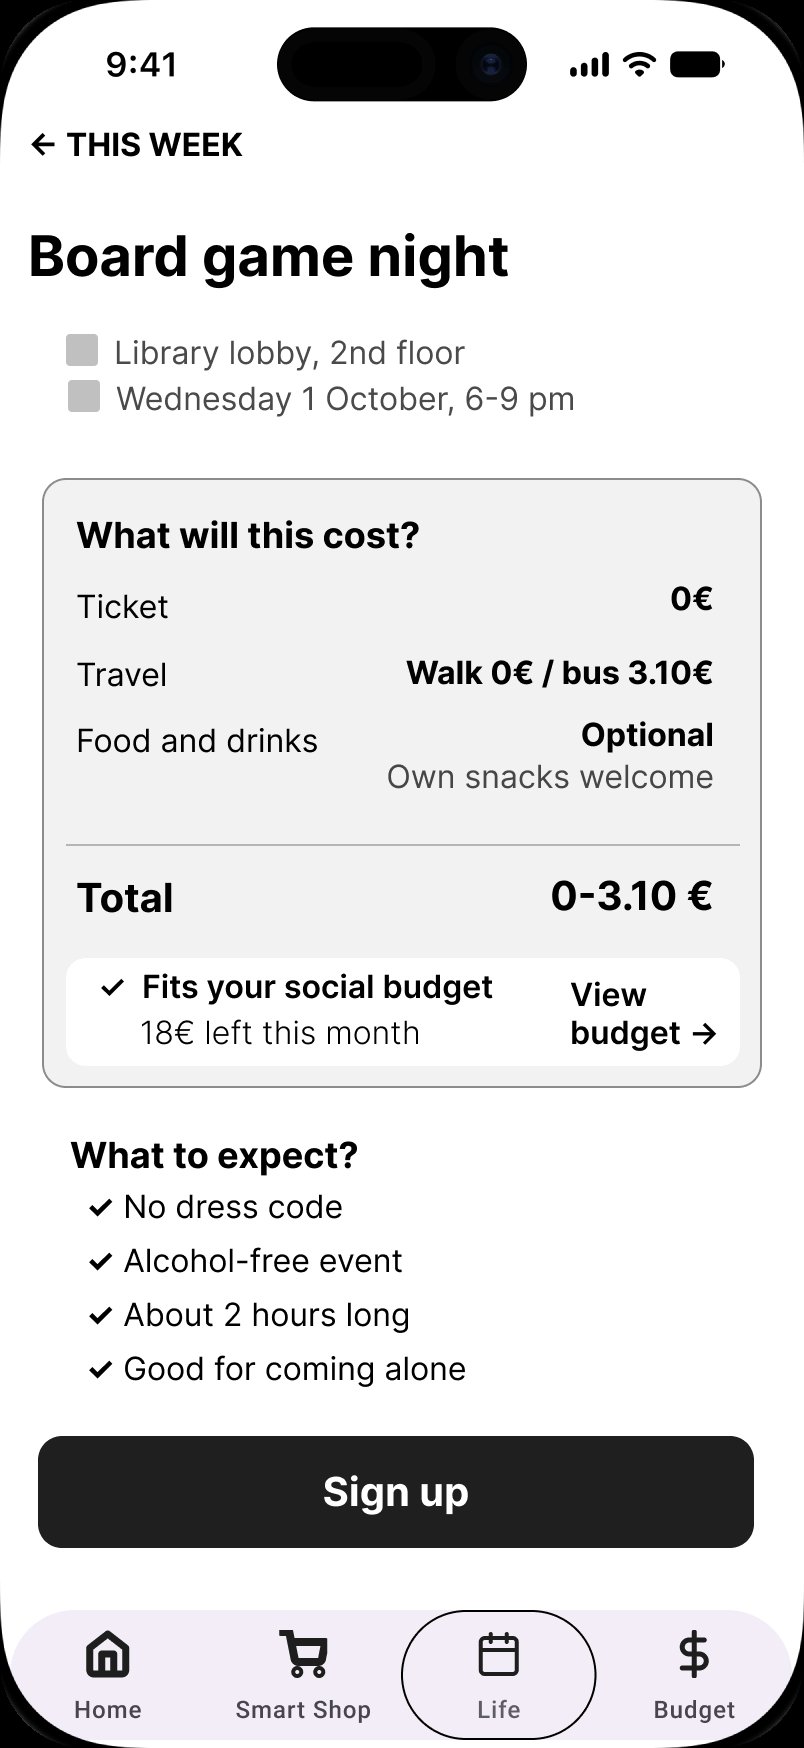 9:41
← THIS WEEK
Board game night
Library lobby, 2nd floor
Wednesday 1 October, 6-9 pm
What will this cost?
Ticket 0€
Travel Walk 0€ / bus 3.10€
Food and drinks Optional
Own snacks welcome
Total 0-3.10 €
✓ Fits your social budget
18€ left this month
View
budget →
What to expect?
✓ No dress code
✓ Alcohol-free event
✓ About 2 hours long
✓ Good for coming alone
Sign up
Home Smart Shop Life Budget